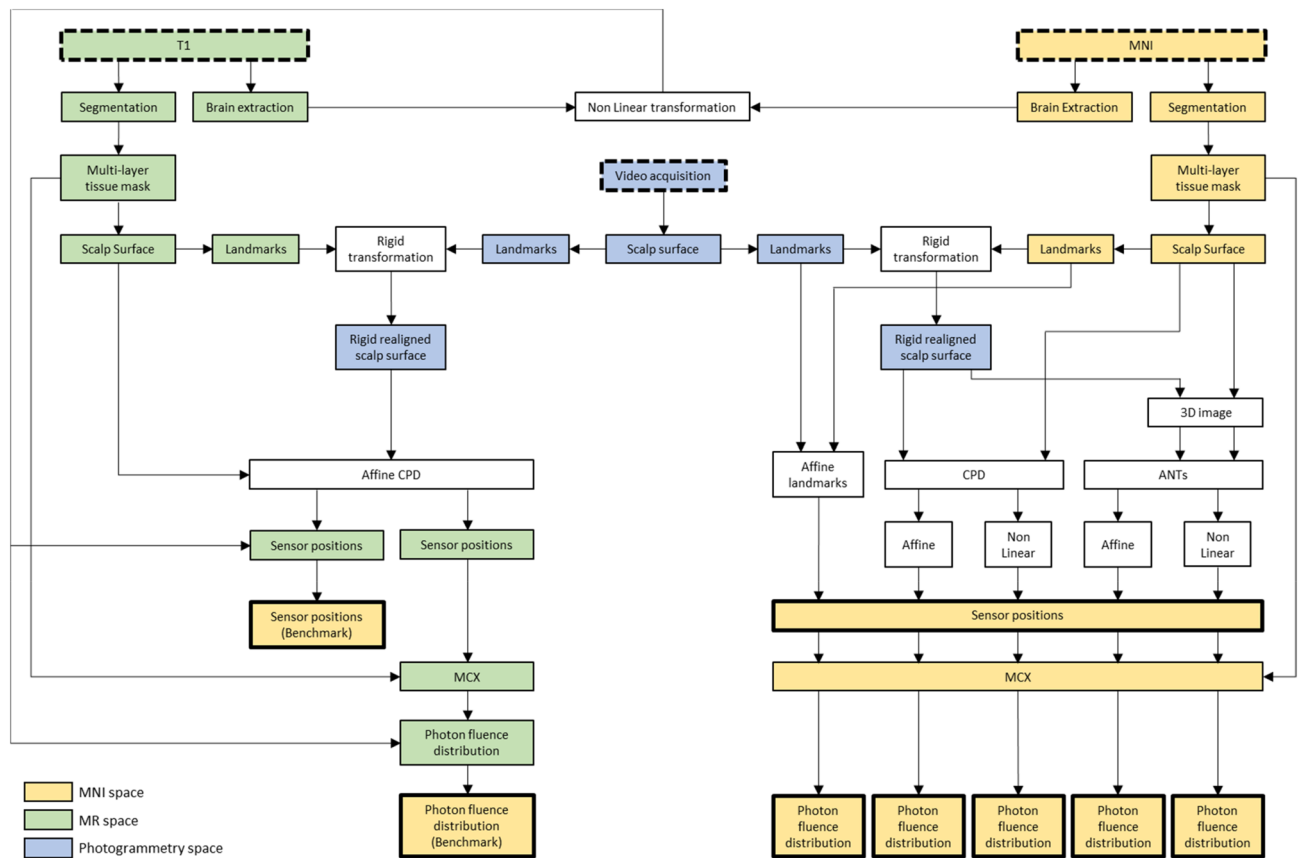 T1
MNI
Segmentation
Brain extraction
Non Linear transformation
Brain Extraction
Segmentation
Multi-layer
tissue mask
Video acquisition
Multi-layer
tissue mask
Scalp Surface
Landmarks
Rigid
transformation
Landmarks
Scalp surface
Landmarks
Rigid
transformation
Landmarks
Scalp Surface
Rigid realigned
scalp surface
Rigid realigned
scalp surface
3D image
Affine CPD
Affine
landmarks
CPD
ANTs
Sensor positions
Sensor positions
Affine
Non
Linear
Affine
Non
Linear
Sensor positions
(Benchmark)
Sensor positions
MCX
MCX
Photon fluence
distribution
MNI space
MR space
Photogrammetry space
Photon fluence
distribution
(Benchmark)
Photon
fluence
distribution
Photon
fluence
distribution
Photon
fluence
distribution
Photon
fluence
distribution
Photon
fluence
distribution